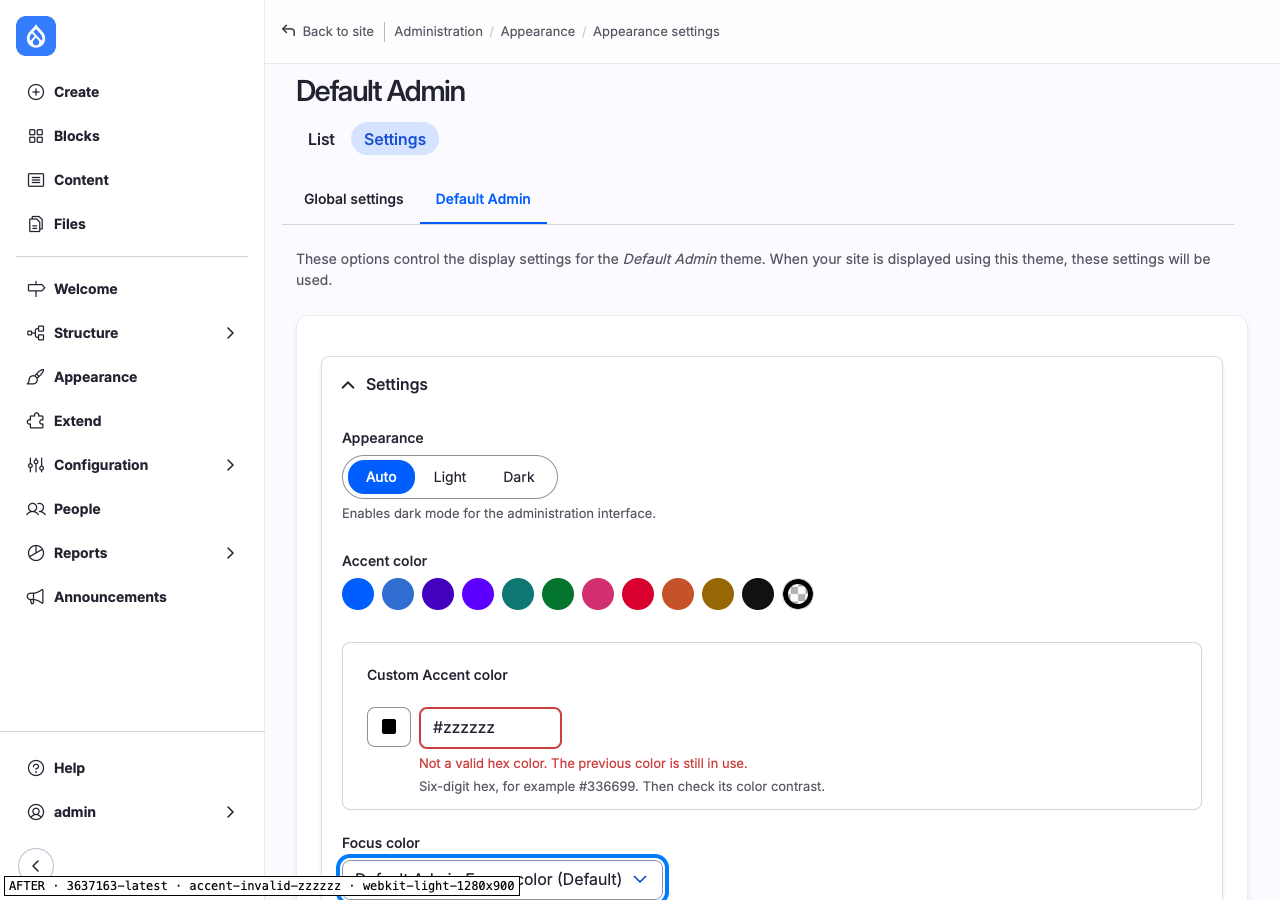 Back to site
Administration / Appearance / Appearance settings
Create
Blocks
Content
Files
Welcome
Structure
Appearance
Extend
Configuration
People
Reports
Announcements
Help
admin
Default Admin
List
Settings
Global settings
Default Admin
These options control the display settings for the Default Admin theme. When your site is displayed using this theme, these settings will be
used.
Settings
Appearance
Auto
Light
Dark
Enables dark mode for the administration interface.
Accent color
Custom Accent color
#zzzzzz
Not a valid hex color. The previous color is still in use.
Six-digit hex, for example #336699. Then check its color contrast.
Focus color
Default Admin Focus color (Default)
AFTER · 3637163-latest · accent-invalid-zzzzzz · webkit-light-1280x900